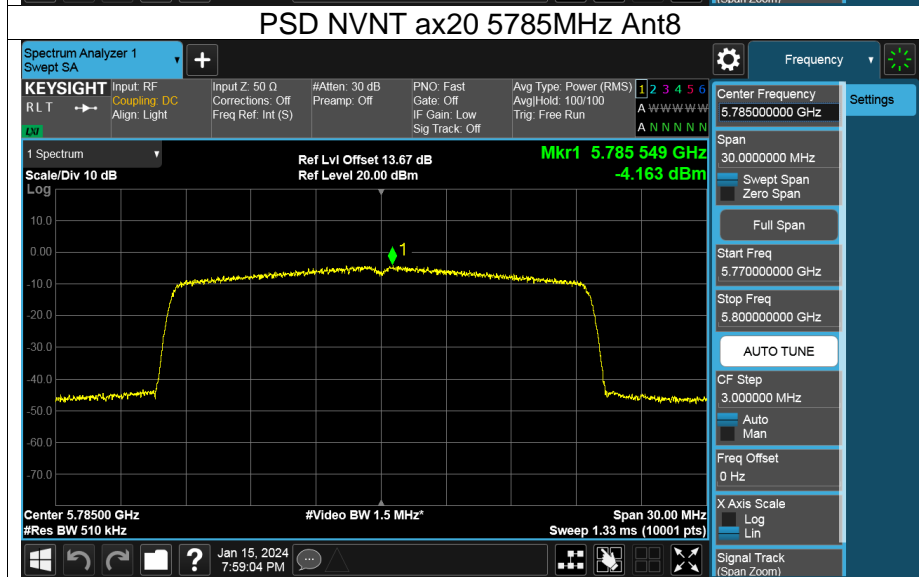 (Span Zoom)
PSD NVNT ax20 5785MHz Ant8
Spectrum Analyzer 1
Swept SA
+
Frequency
KEYSIGHT
Input: RF
Input Z: 50 Ω
#Atten: 30 dB
PNO: Fast
Avg Type: Power (RMS)
1 2 3 4 5 6
R L T
Coupling: DC
Corrections: Off
Preamp: Off
Gate: Off
Avg|Hold: 100/100
A W W W W W
Align: Light
Freq Ref: Int (S)
IF Gain: Low
Trig: Free Run
LXI
Sig Track: Off
A N N N N N
Center Frequency
5.785000000 GHz
Settings
1 Spectrum
Ref Lvl Offset 13.67 dB
Mkr1 5.785 549 GHz
Scale/Div 10 dB
Ref Level 20.00 dBm
-4.163 dBm
Span
30.0000000 MHz
Swept Span
Zero Span
Full Span
Start Freq
5.770000000 GHz
Stop Freq
5.800000000 GHz
AUTO TUNE
CF Step
3.000000 MHz
Auto
Man
Freq Offset
0 Hz
X Axis Scale
Log
Lin
Signal Track
(Span Zoom)
Log
10.0
0.00
1
-10.0
-20.0
-30.0
-40.0
-50.0
-60.0
-70.0
Center 5.78500 GHz
#Video BW 1.5 MHz*
Span 30.00 MHz
#Res BW 510 kHz
Sweep 1.33 ms (10001 pts)
?
Jan 15, 2024
7:59:04 PM